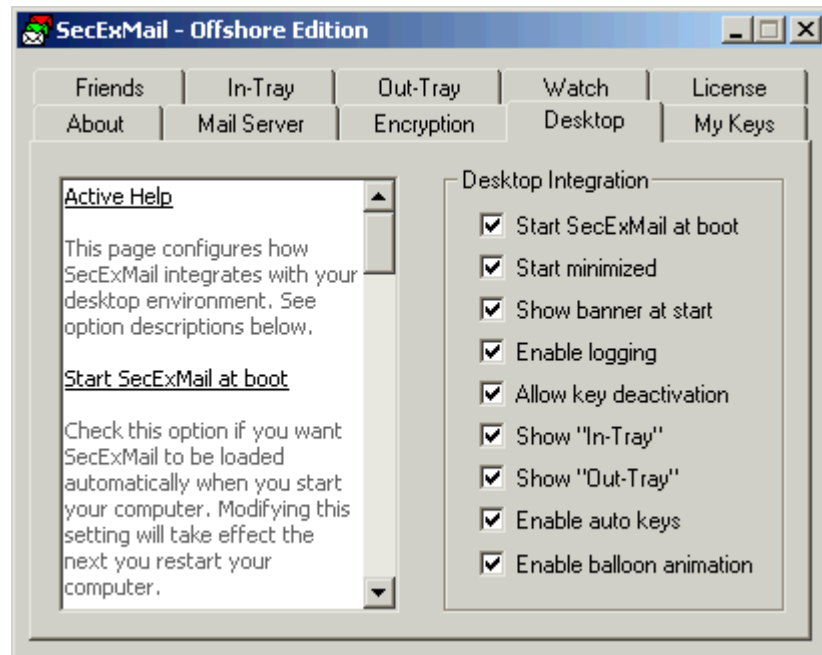 SecExMail - Offshore Edition
Friends In-Tray Out-Tray Watch License
About Mail Server Encryption Desktop My Keys
Active Help
This page configures how
SecExMail integrates with your
desktop environment. See
option descriptions below.
Start SecExMail at boot
Check this option if you want
SecExMail to be loaded
automatically when you start
your computer. Modifying this
setting will take effect the
next you restart your
computer.
Desktop Integration
Start SecExMail at boot
Start minimized
Show banner at start
Enable logging
Allow key deactivation
Show "In-Tray"
Show "Out-Tray"
Enable auto keys
Enable balloon animation